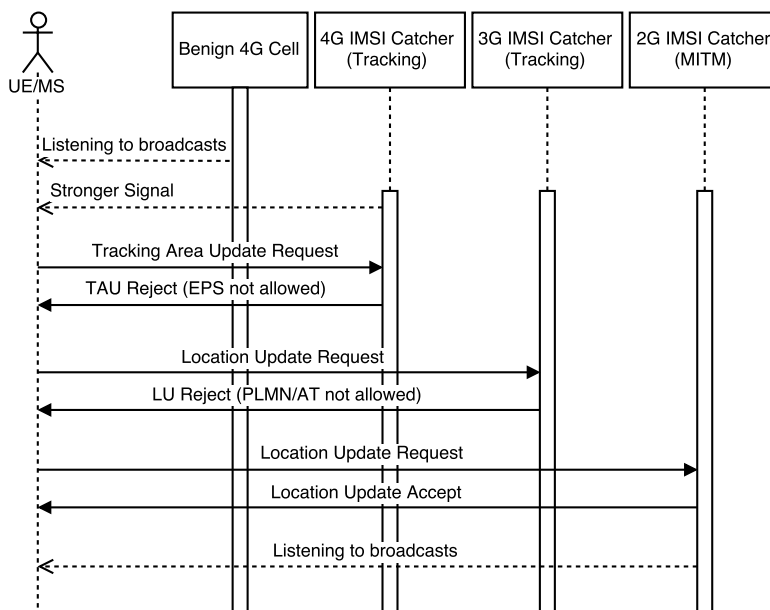 UE/MS
Benign 4G Cell
4G IMSI Catcher
(Tracking)
3G IMSI Catcher
(Tracking)
2G IMSI Catcher
(MITM)
Listening to broadcasts
Stronger Signal
Tracking Area Update Request
TAU Reject (EPS not allowed)
Location Update Request
LU Reject (PLMN/AT not allowed)
Location Update Request
Location Update Accept
Listening to broadcasts